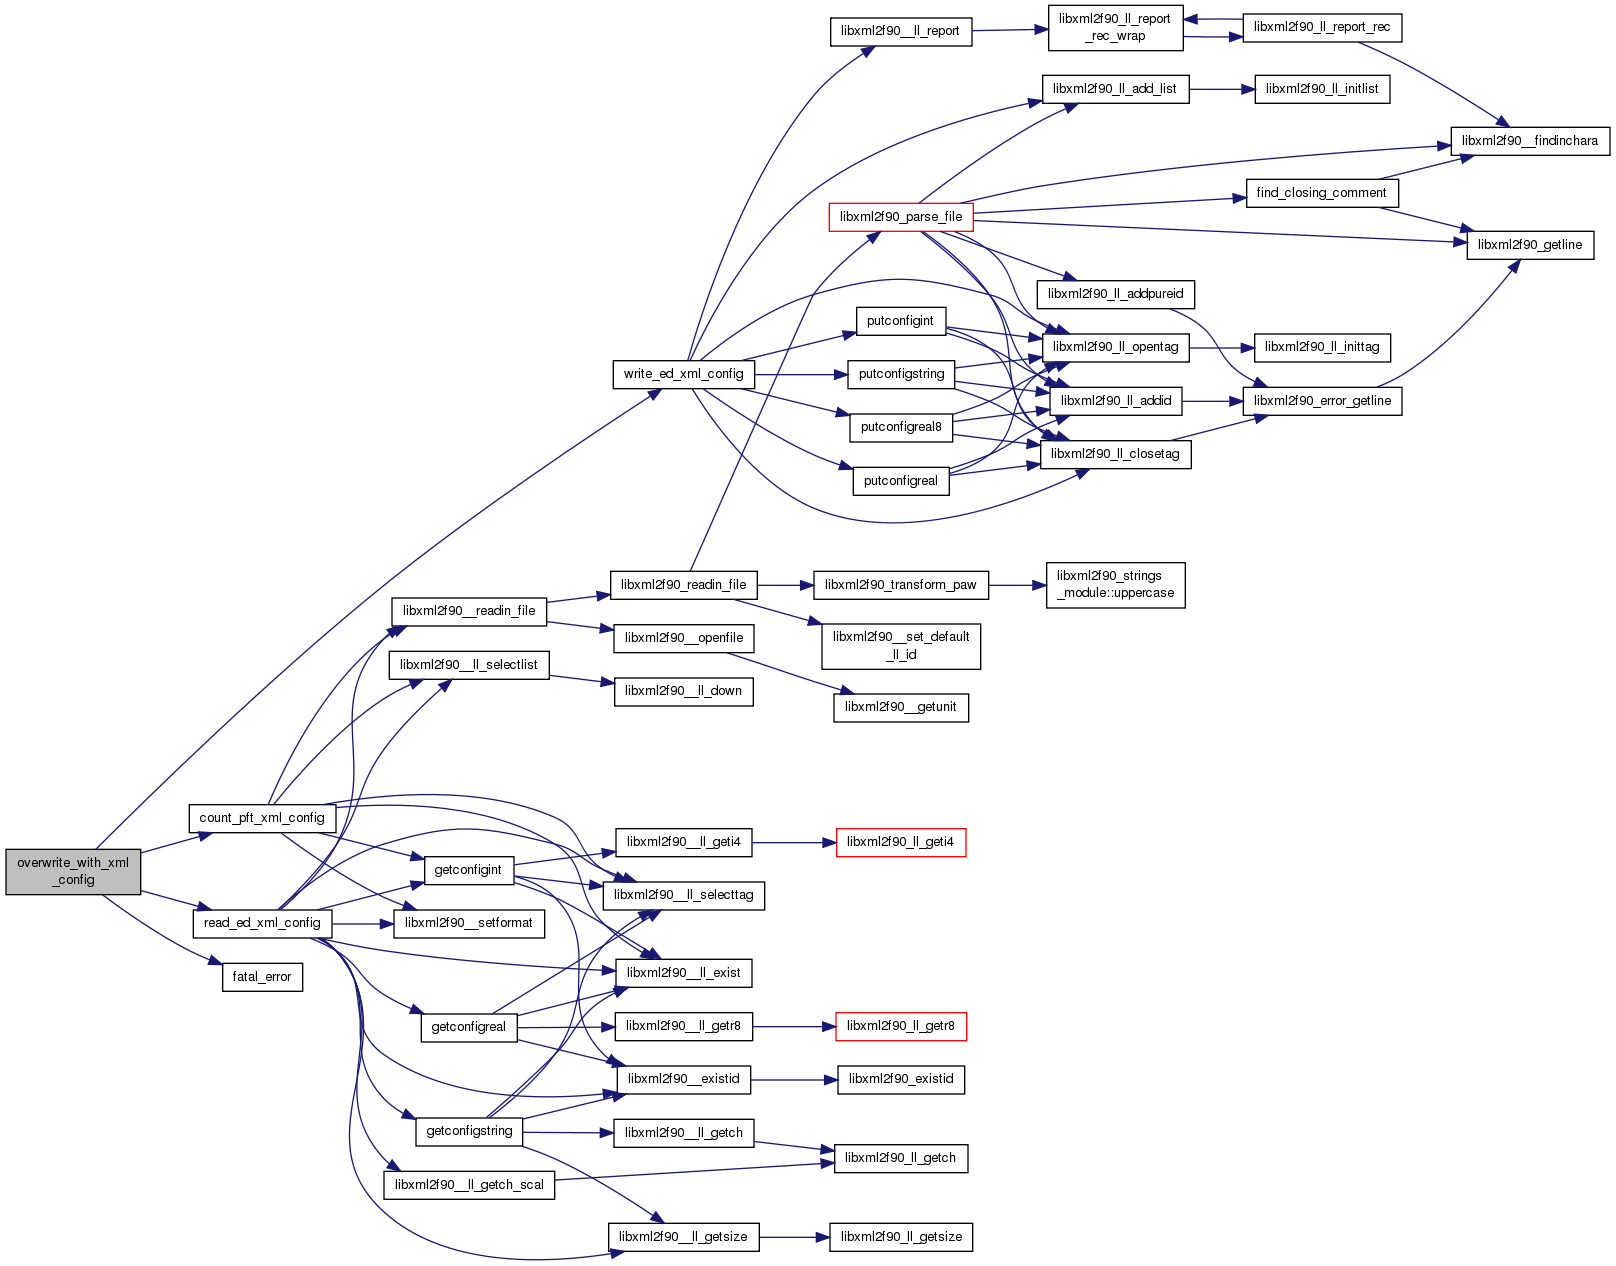 libxml2f90__ll_report
libxml2f90_ll_report
_rec_wrap
libxml2f90_ll_report_rec
libxml2f90_ll_add_list
libxml2f90_ll_initlist
libxml2f90__findinchara
find_closing_comment
libxml2f90_parse_file
libxml2f90_getline
libxml2f90_ll_addpureid
putconfigint
libxml2f90_ll_opentag
libxml2f90_ll_inittag
write_ed_xml_config
putconfigstring
libxml2f90_ll_addid
libxml2f90_error_getline
putconfigreal8
libxml2f90_ll_closetag
putconfigreal
libxml2f90_readin_file
libxml2f90_transform_paw
libxml2f90_strings
_module::uppercase
libxml2f90__readin_file
libxml2f90__openfile
libxml2f90__set_default
_ll_id
libxml2f90__ll_selectlist
libxml2f90__ll_down
libxml2f90__getunit
count_pft_xml_config
libxml2f90__ll_geti4
libxml2f90_ll_geti4
overwrite_with_xml
_config
getconfigint
libxml2f90__ll_selecttag
read_ed_xml_config
libxml2f90__setformat
fatal_error
libxml2f90__ll_exist
getconfigreal
libxml2f90__ll_getr8
libxml2f90_ll_getr8
libxml2f90__existid
libxml2f90_existid
getconfigstring
libxml2f90__ll_getch
libxml2f90_ll_getch
libxml2f90__ll_getch_scal
libxml2f90__ll_getsize
libxml2f90_ll_getsize